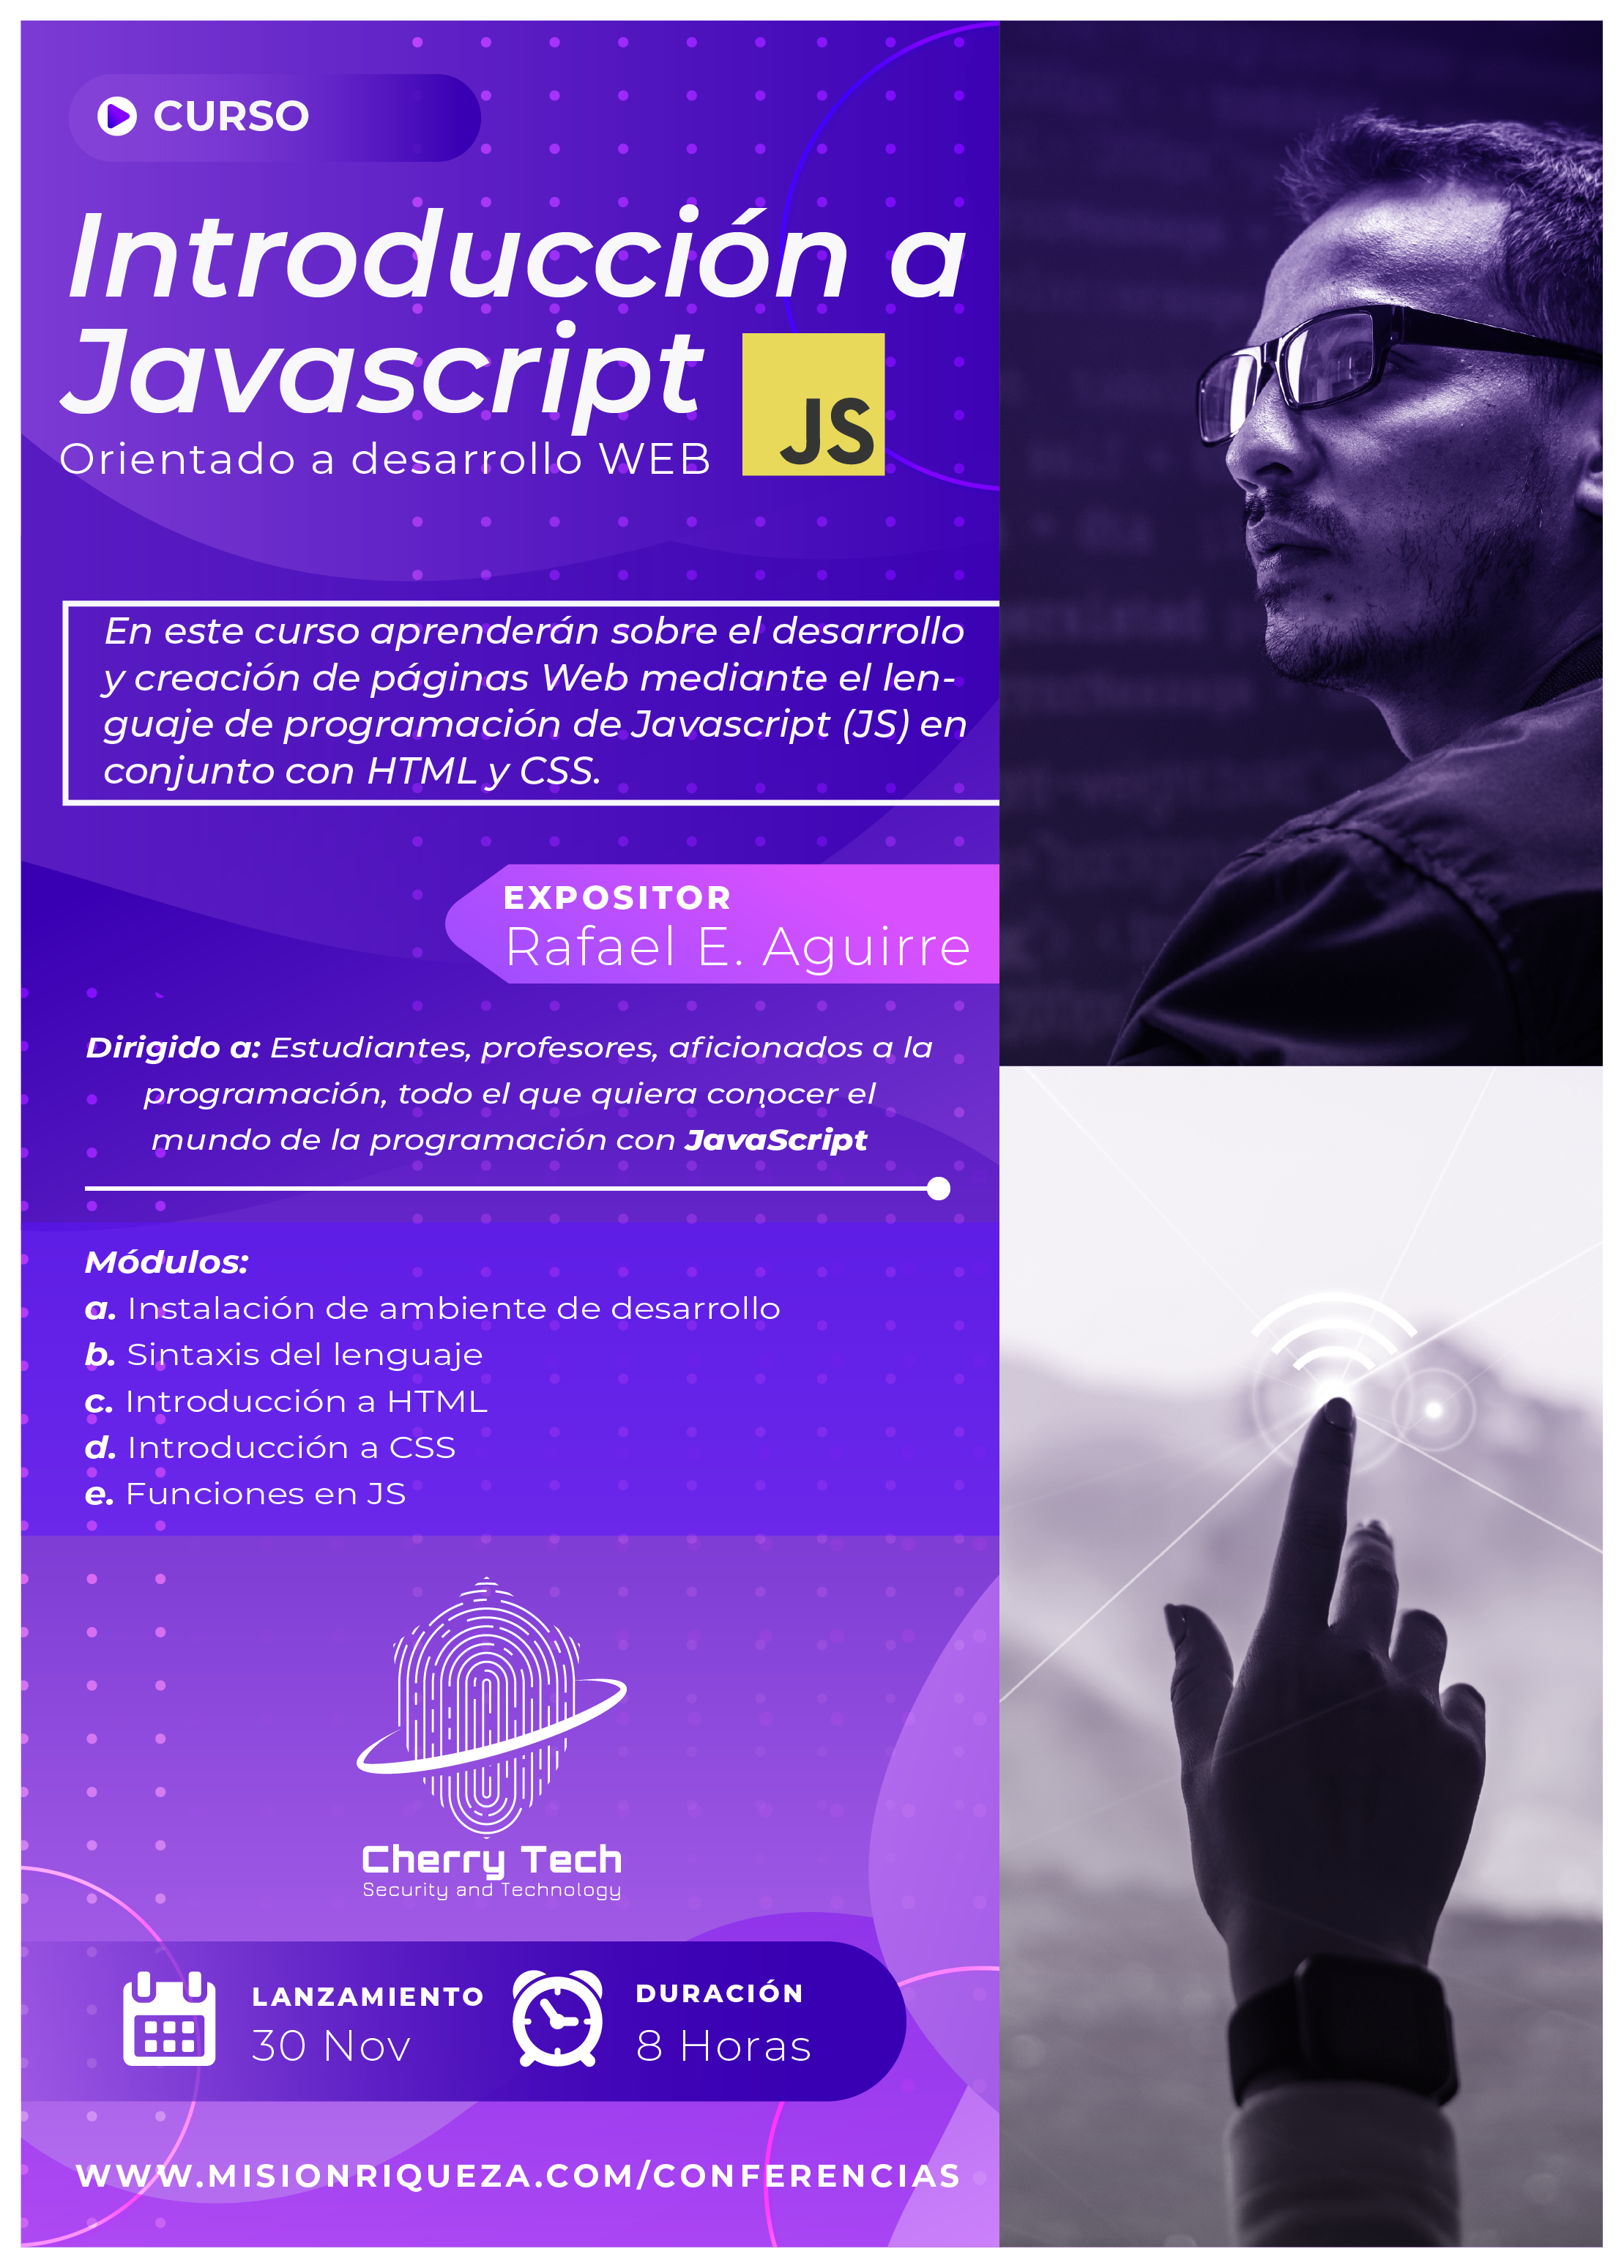 CURSO
Introducción a
Javascript
JS
Orientado a desarrollo WEB
En este curso aprenderán sobre el desarrollo
y creación de páginas Web mediante el len-
guaje de programación de Javascript (JS) en
conjunto con HTML y CSS.
EXPOSITOR
Rafael E. Aguirre
Dirigido a: Estudiantes, profesores, aficionados a la
programación, todo el que quiera conocer el
mundo de la programación con JavaScript
Módulos:
a. Instalación de ambiente de desarrollo
b. Sintaxis del lenguaje
c. Introducción a HTML
d. Introducción a CSS
e. Funciones en JS
Cherry Tech
Security and Technology
LANZAMIENTO
30 Nov
DURACIÓN
8 Horas
WWW.MISIONRIQUEZA.COM/CONFERENCIAS